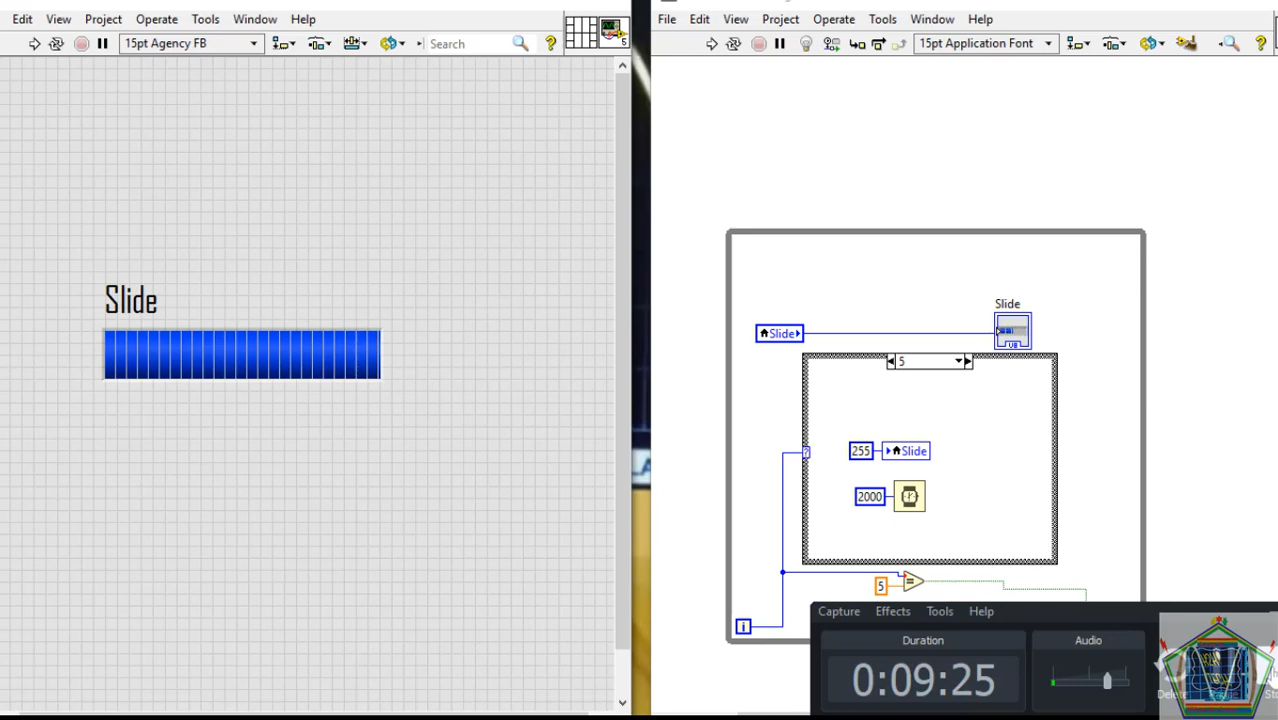 Edit View Project Operate Tools Window Help
15pt Agency FB
Search
?
5
Slide
File Edit View Project Operate Tools Window Help
15pt Application Font
?
Slide
Slide
U8
5
?
255 Slide
2000
5 =
i
Capture Effects Tools Help
Duration Audio
0:09:25